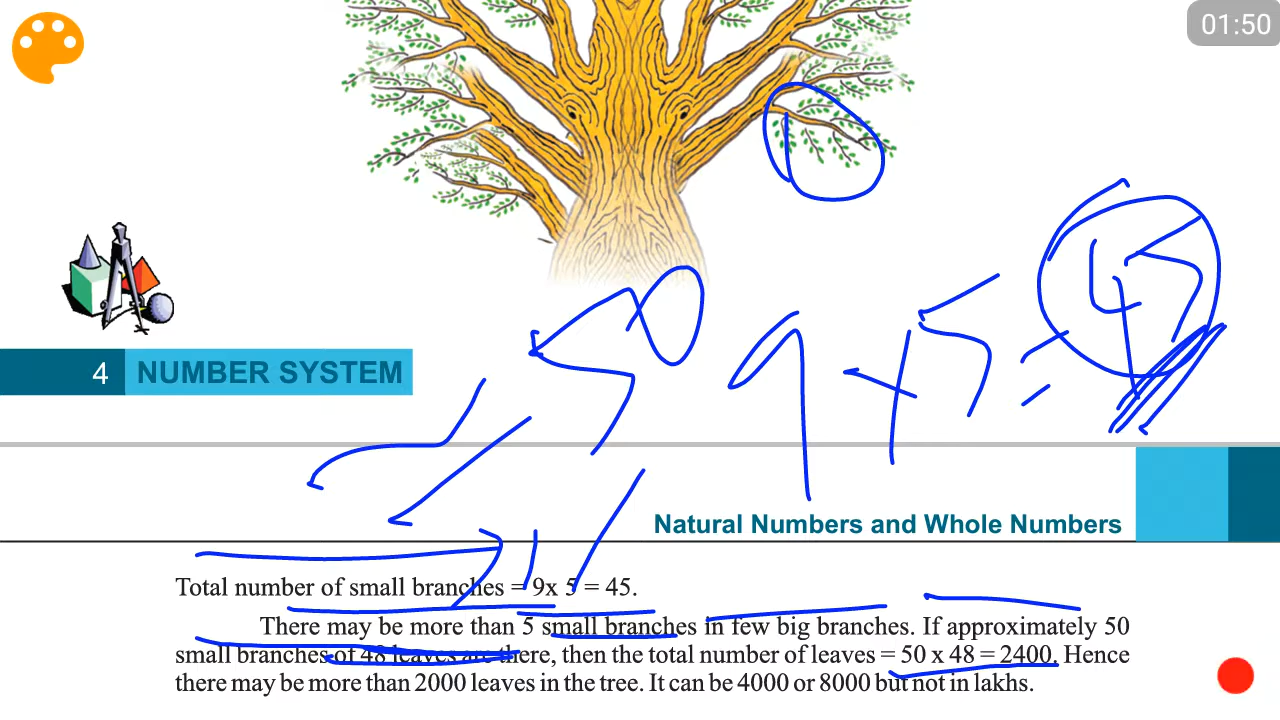 01:50
50
9 x 5 = 45
4 NUMBER SYSTEM
Natural Numbers and Whole Numbers
Total number of small branches = 9x 5 = 45.
There may be more than 5 small branches in few big branches. If approximately 50
small branches of 48 leaves are there, then the total number of leaves = 50 x 48 = 2400. Hence
there may be more than 2000 leaves in the tree. It can be 4000 or 8000 but not in lakhs.